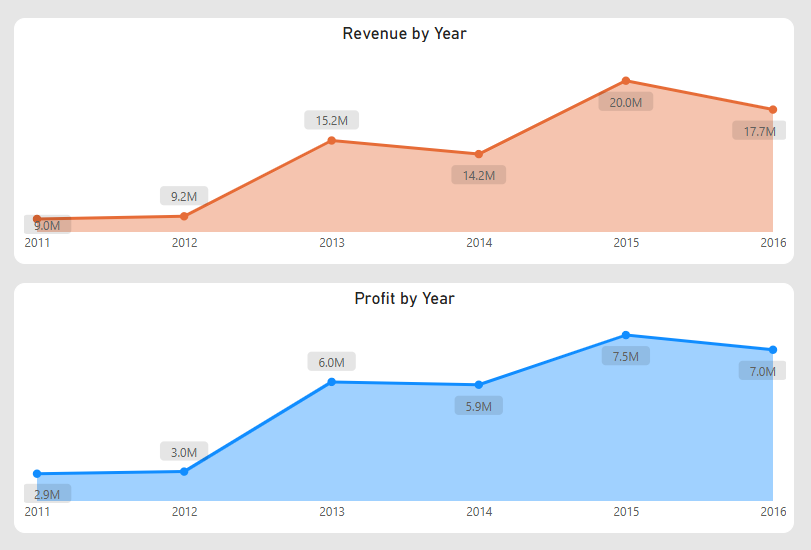 Revenue by Year
20.0M
15.2M
17.7M
14.2M
9.2M
9.0M
2011 2012 2013 2014 2015 2016
Profit by Year
7.5M
6.0M
7.0M
5.9M
3.0M
2.9M
2011 2012 2013 2014 2015 2016